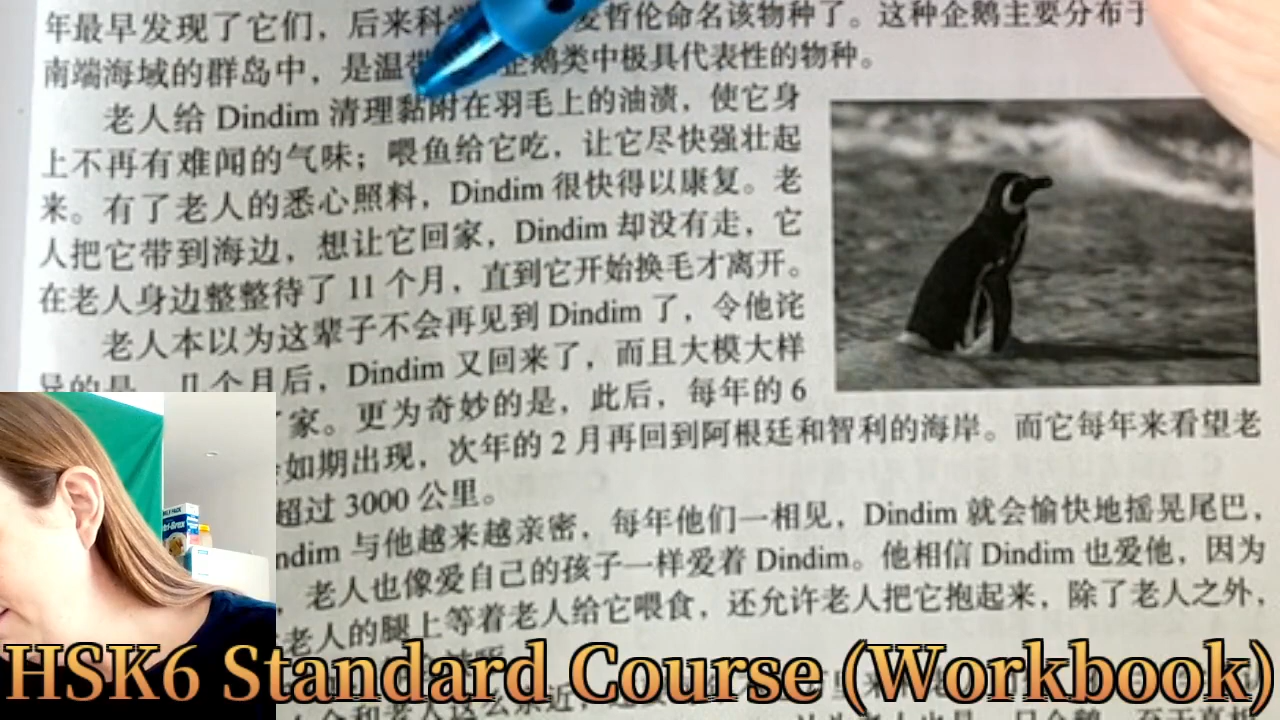 年最早发现了它们，后来科 哲伦命名该物种了。这种企鹅主要分布于
南端海域的群岛中，是温带 企鹅类中极具代表性的物种。
老人给 Dindim 清理黏附在羽毛上的油渍，使它身
上不再有难闻的气味；喂鱼给它吃，让它尽快强壮起
来。有了老人的悉心照料，Dindim 很快得以康复。老
人把它带到海边，想让它回家，Dindim 却没有走，它
在老人身边整整待了 11 个月，直到它开始换毛才离开。
老人本以为这辈子不会再见到 Dindim 了，令他诧
异的是，几个月后，Dindim 又回来了，而且大模大样
家。更为奇妙的是，此后，每年的 6
如期出现，次年的 2 月再回到阿根廷和智利的海岸。而它每年来看望老
超过 3000 公里。
ndim 与他越来越亲密，每年他们一相见，Dindim 就会愉快地摇晃尾巴，
，老人也像爱自己的孩子一样爱着 Dindim。他相信 Dindim 也爱他，因为
老人的腿上等着老人给它喂食，还允许老人把它抱起来，除了老人之外，
HSK6 Standard Course (Workbook)